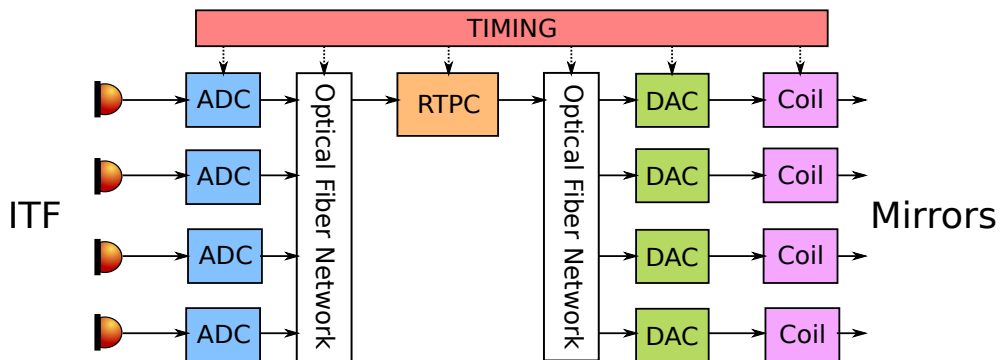 TIMING
ADC
Optical Fiber Network
RTPC
Optical Fiber Network
DAC
Coil
ADC
DAC
Coil
ITF
Mirrors
ADC
DAC
Coil
ADC
DAC
Coil